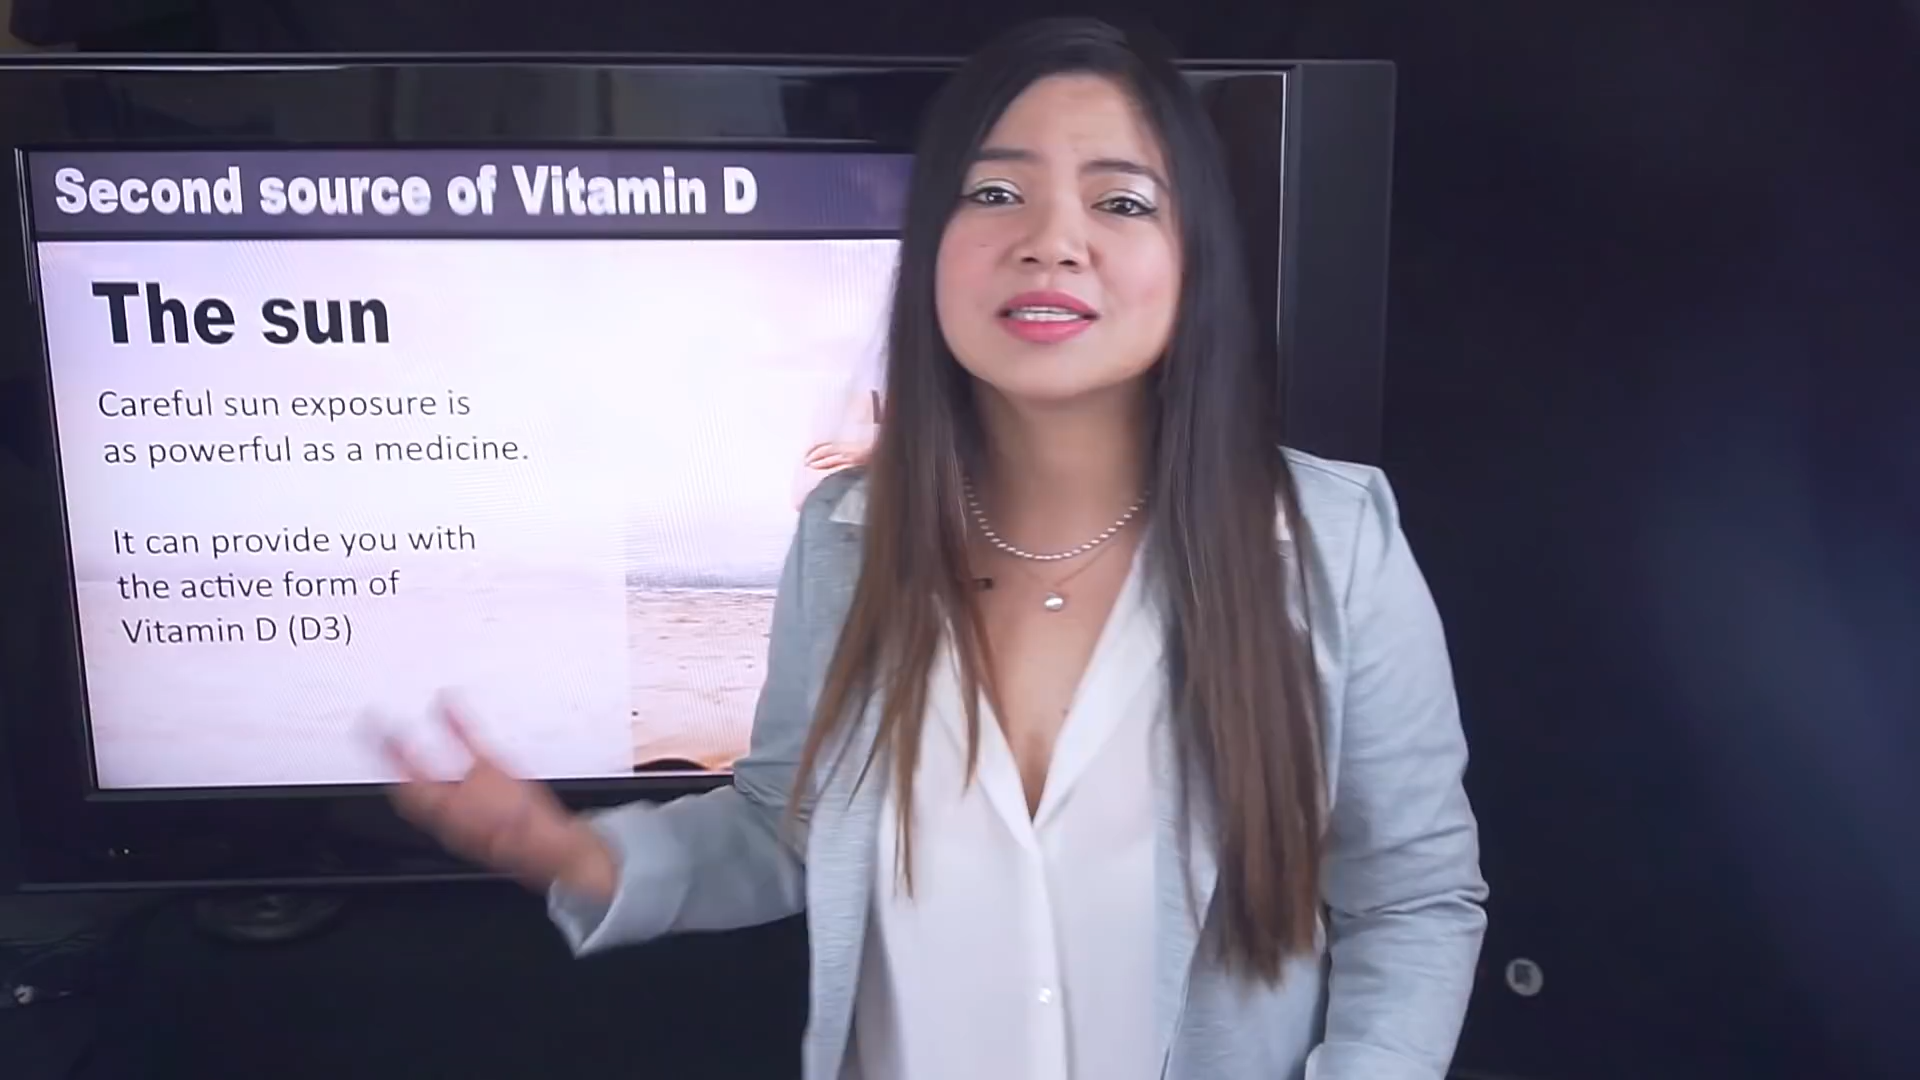 Second source of Vitamin D
The sun
Careful sun exposure is
as powerful as a medicine.
It can provide you with
the active form of
Vitamin D (D3)